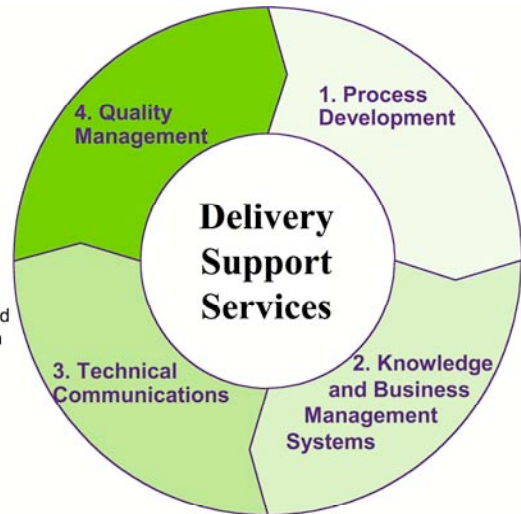 4. Quality
Management
1. Process
Development
Delivery
Support
Services
3. Technical
Communications
2. Knowledge
and Business
Management
Systems